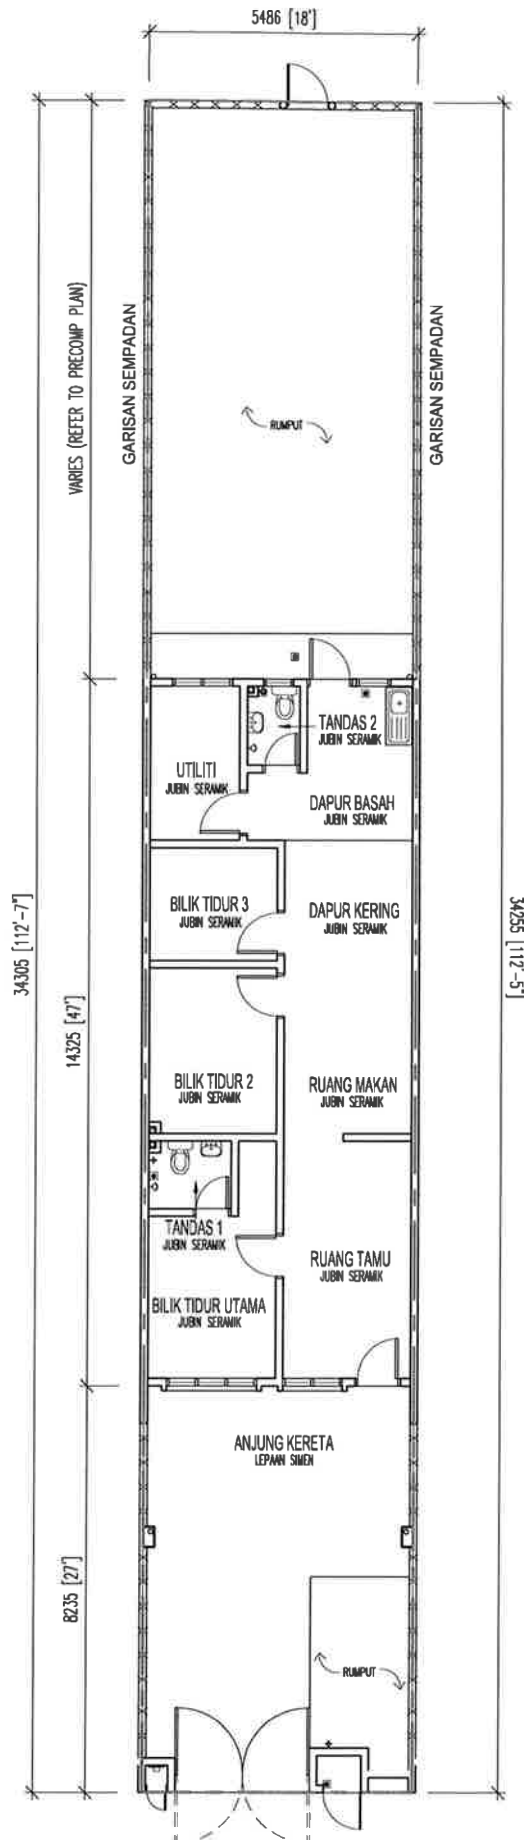 5486 [18']
VARIES (REFER TO PRECOMP PLAN)
GARISAN SEMPADAN
GARISAN SEMPADAN
RUMPUT
TANDAS 2
JUBIN SERAMIK
UTILITI
JUBIN SERAMIK
DAPUR BASAH
JUBIN SERAMIK
BILIK TIDUR 3
JUBIN SERAMIK
DAPUR KERING
JUBIN SERAMIK
34305 [112'-7"]
34255 [112'-5"]
14325 [47']
BILIK TIDUR 2
JUBIN SERAMIK
RUANG MAKAN
JUBIN SERAMIK
TANDAS 1
JUBIN SERAMIK
RUANG TAMU
JUBIN SERAMIK
BILIK TIDUR UTAMA
JUBIN SERAMIK
ANJUNG KERETA
LEPAAN SIMEN
8235 [27']
RUMPUT